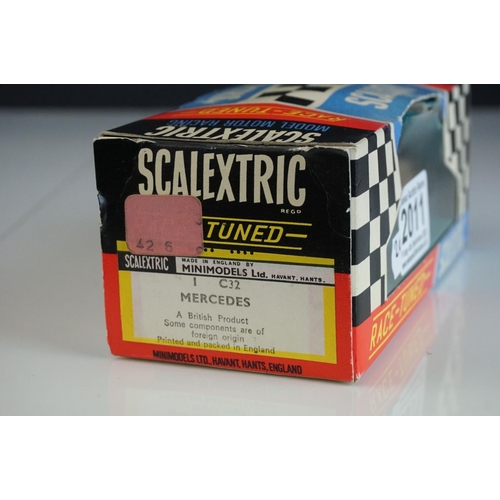 SCALEXTRIC
REGD
TUNED
42 6
SCALEXTRIC
MADE IN ENGLAND BY
MINIMODELS Ltd. HAVANT, HANTS.
1 C32
MERCEDES
A British Product
Some components are of
foreign origin
Printed and packed in England
MINIMODELS LTD., HAVANT, HANTS, ENGLAND
SCALEXTRIC
MODEL MOTOR RACING
RACE-TUNED
2011
RACE-TUNED